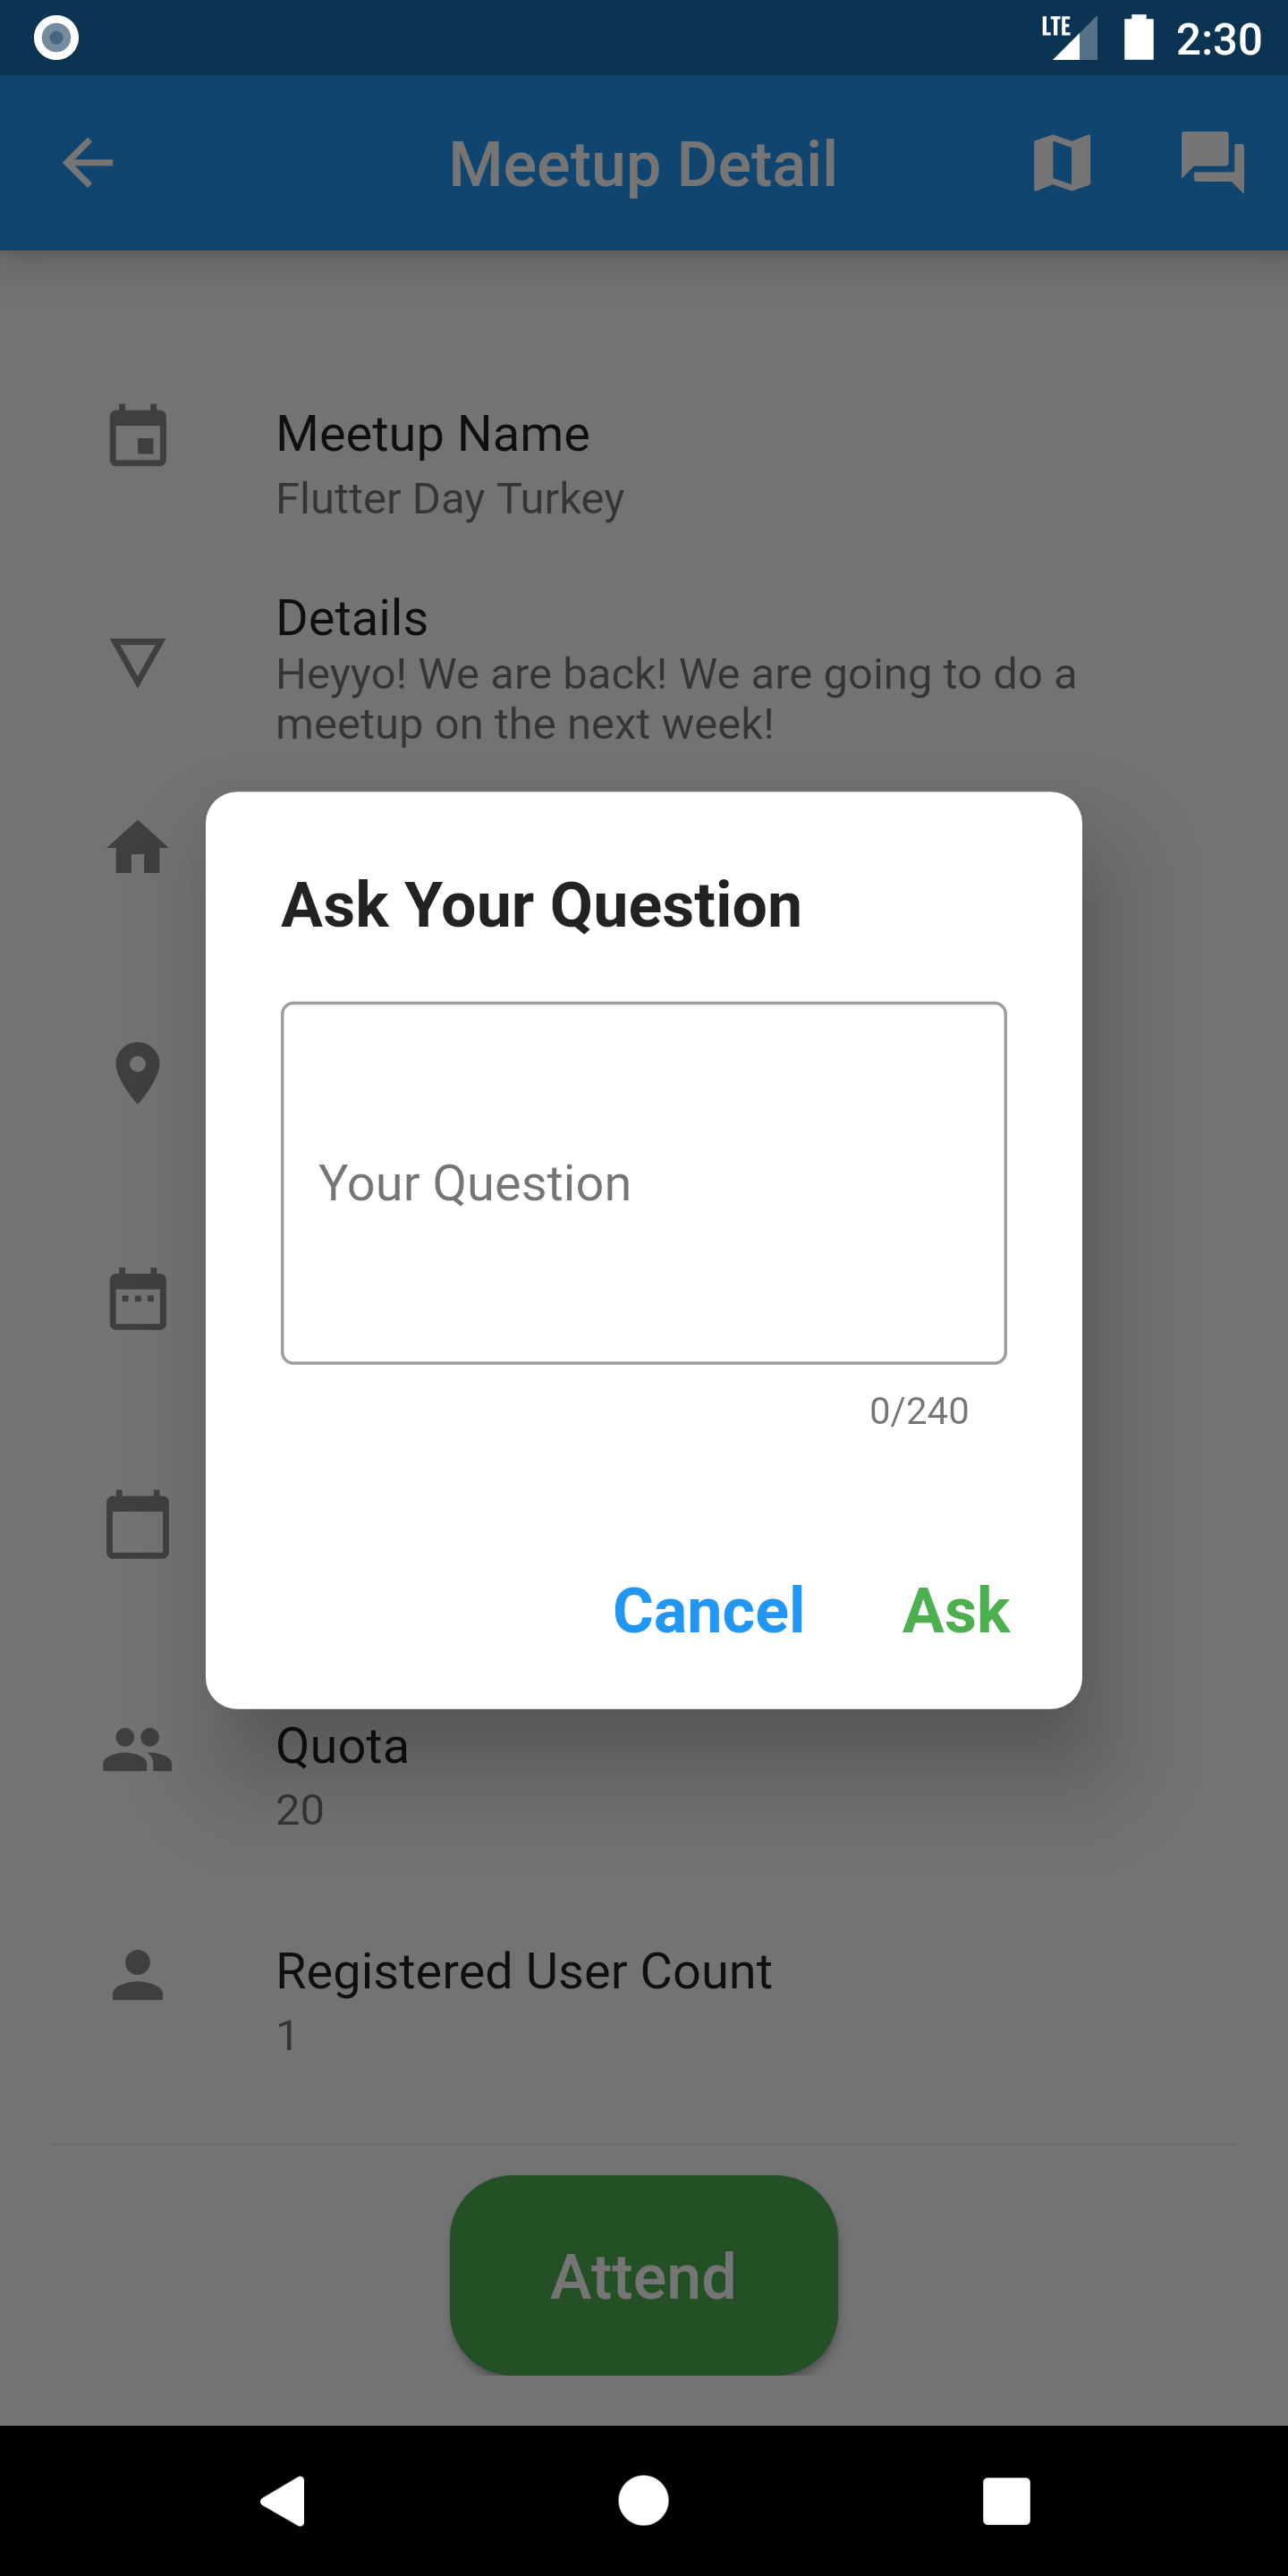 LTE 2:30
Meetup Detail
Meetup Name
Flutter Day Turkey
Details
Heyyo! We are back! We are going to do a
meetup on the next week!
Ask Your Question
Your Question
0/240
Cancel Ask
Quota
20
Registered User Count
1
Attend